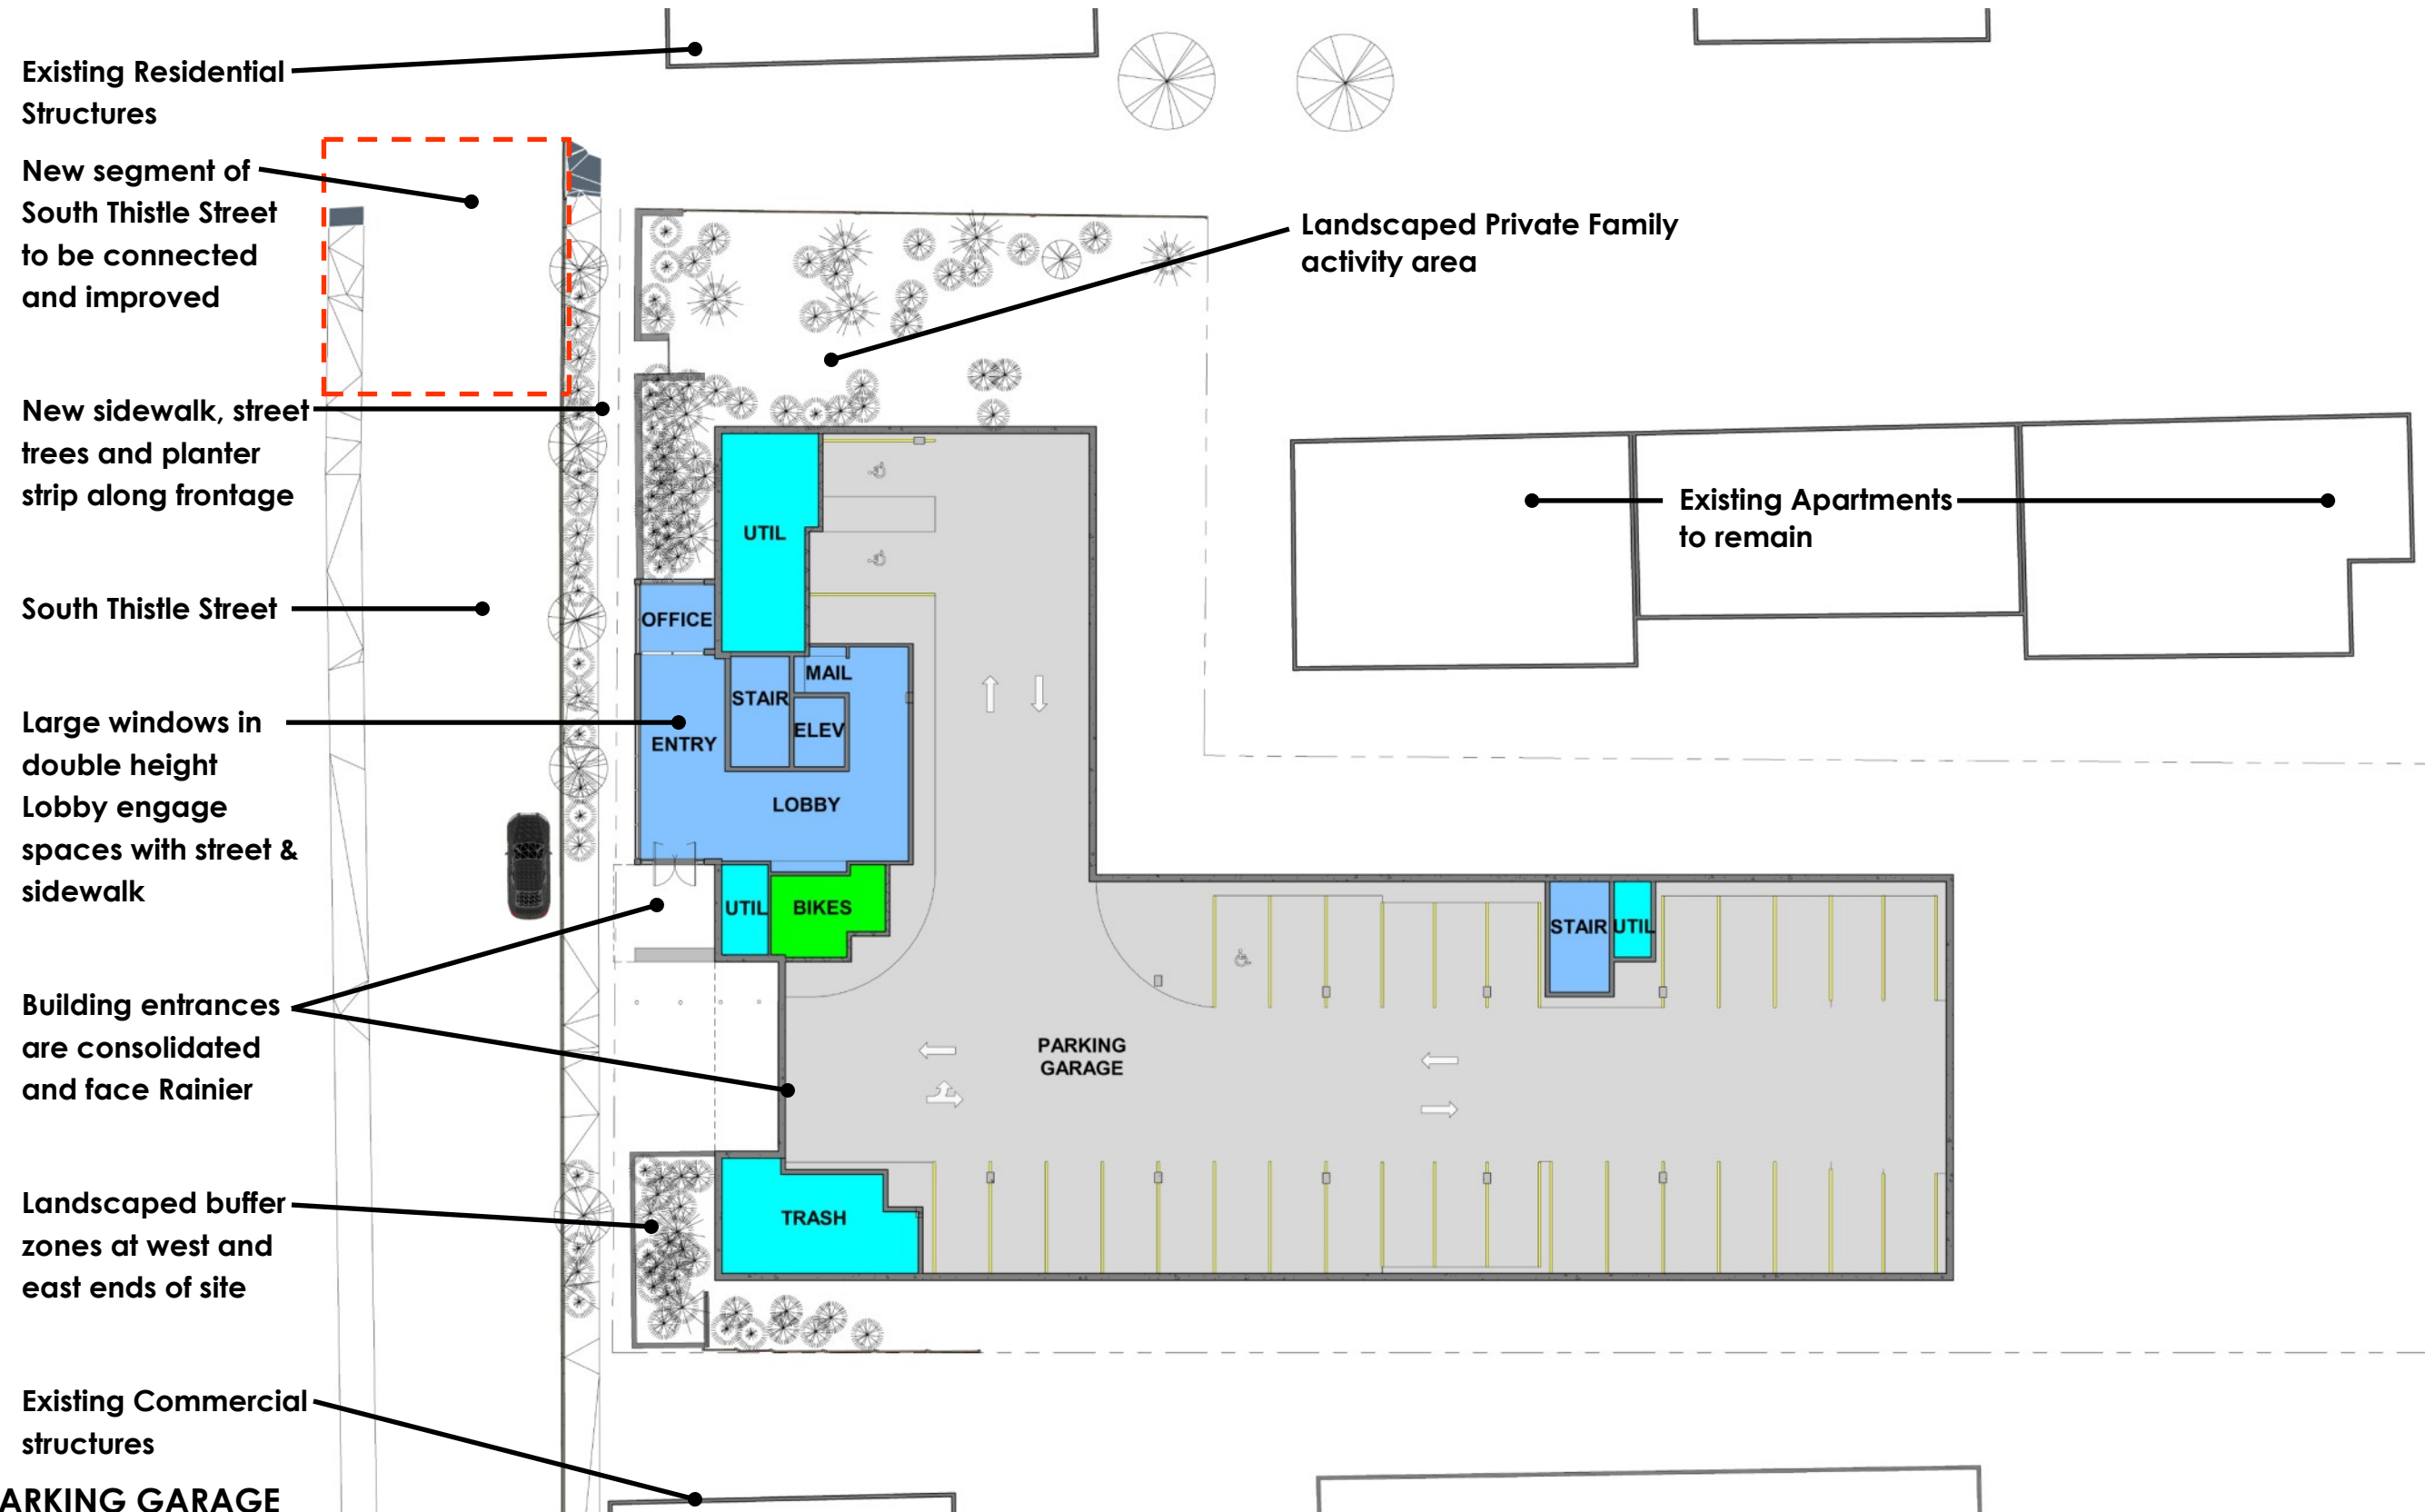 Existing Residential
Structures
New segment of
South Thistle Street
to be connected
and improved
Landscaped Private Family
activity area
New sidewalk, street
trees and planter
strip along frontage
Existing Apartments
to remain
UTIL
South Thistle Street
OFFICE
MAIL
STAIR
ELEV
Large windows in
double height
Lobby engage
spaces with street &
sidewalk
ENTRY
LOBBY
UTIL
BIKES
STAIR
UTIL
Building entrances
are consolidated
and face Rainier
PARKING
GARAGE
Landscaped buffer
zones at west and
east ends of site
TRASH
Existing Commercial
structures
ARKING GARAGE